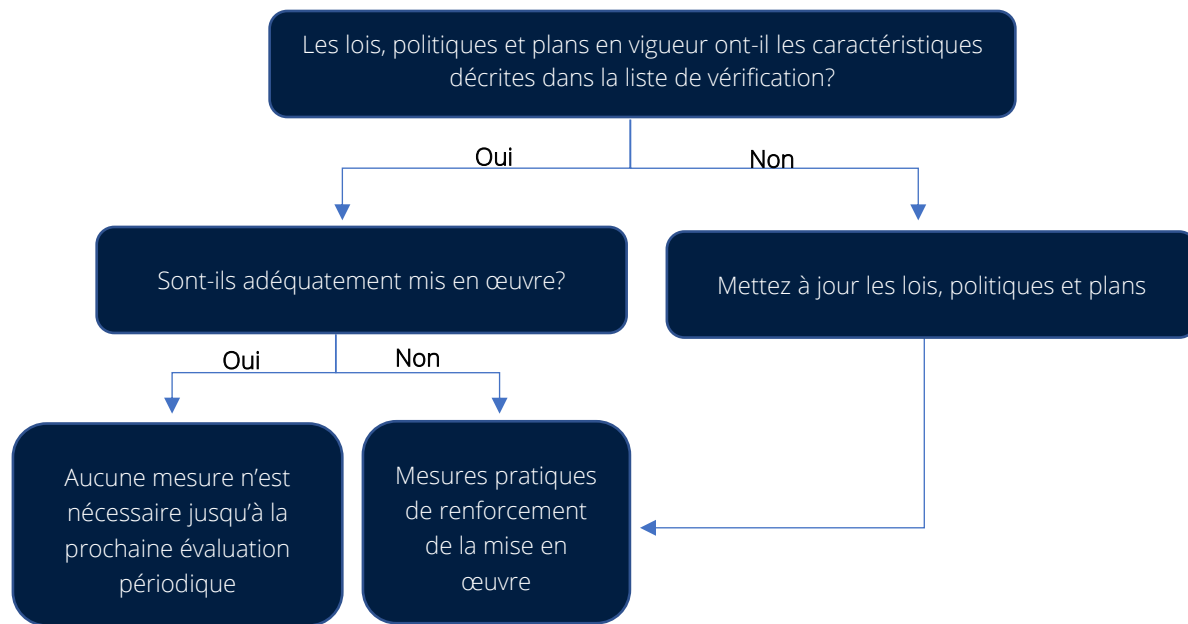 Les lois, politiques et plans en vigueur ont-il les caractéristiques
décrites dans la liste de vérification?
Oui
Non
Sont-ils adéquatement mis en œuvre?
Mettez à jour les lois, politiques et plans
Oui
Non
Aucune mesure n’est
nécessaire jusqu’à la
prochaine évaluation
périodique
Mesures pratiques
de renforcement
de la mise en
œuvre